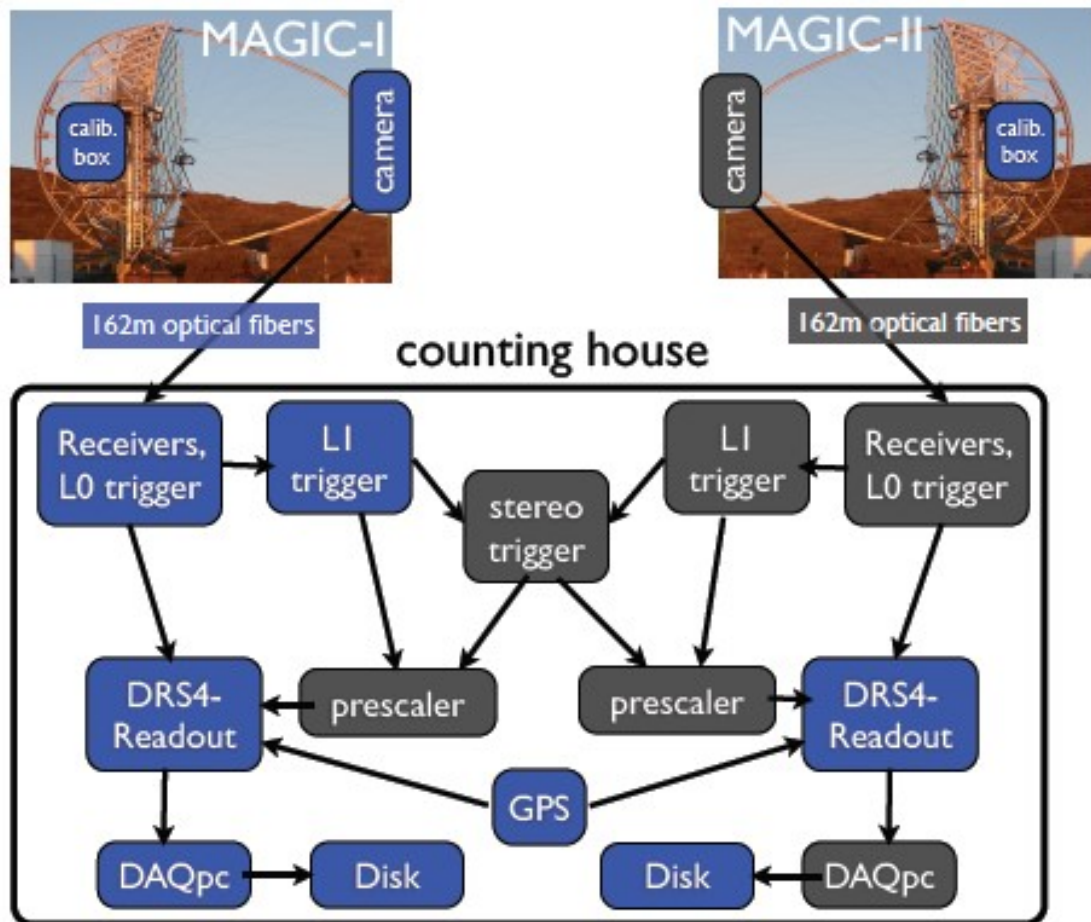 MAGIC-I
MAGIC-II
calib.
box
camera
camera
calib.
box
162m optical fibers
162m optical fibers
counting house
Receivers,
L0 trigger
L1
trigger
stereo
trigger
L1
trigger
Receivers,
L0 trigger
DRS4-
Readout
prescaler
prescaler
DRS4-
Readout
GPS
DAQpc
Disk
Disk
DAQpc